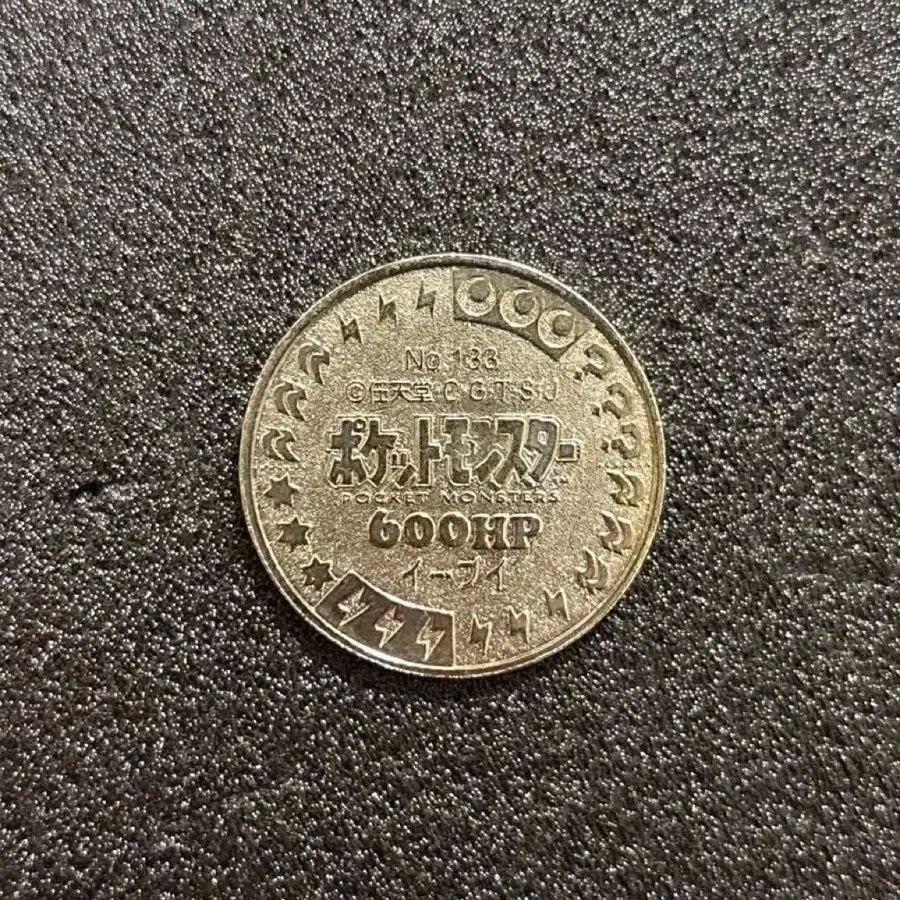 No.133
©任天堂・C・G・T・S・J
ポケットモンスター
POCKET MONSTERS
600HP
イーブイ